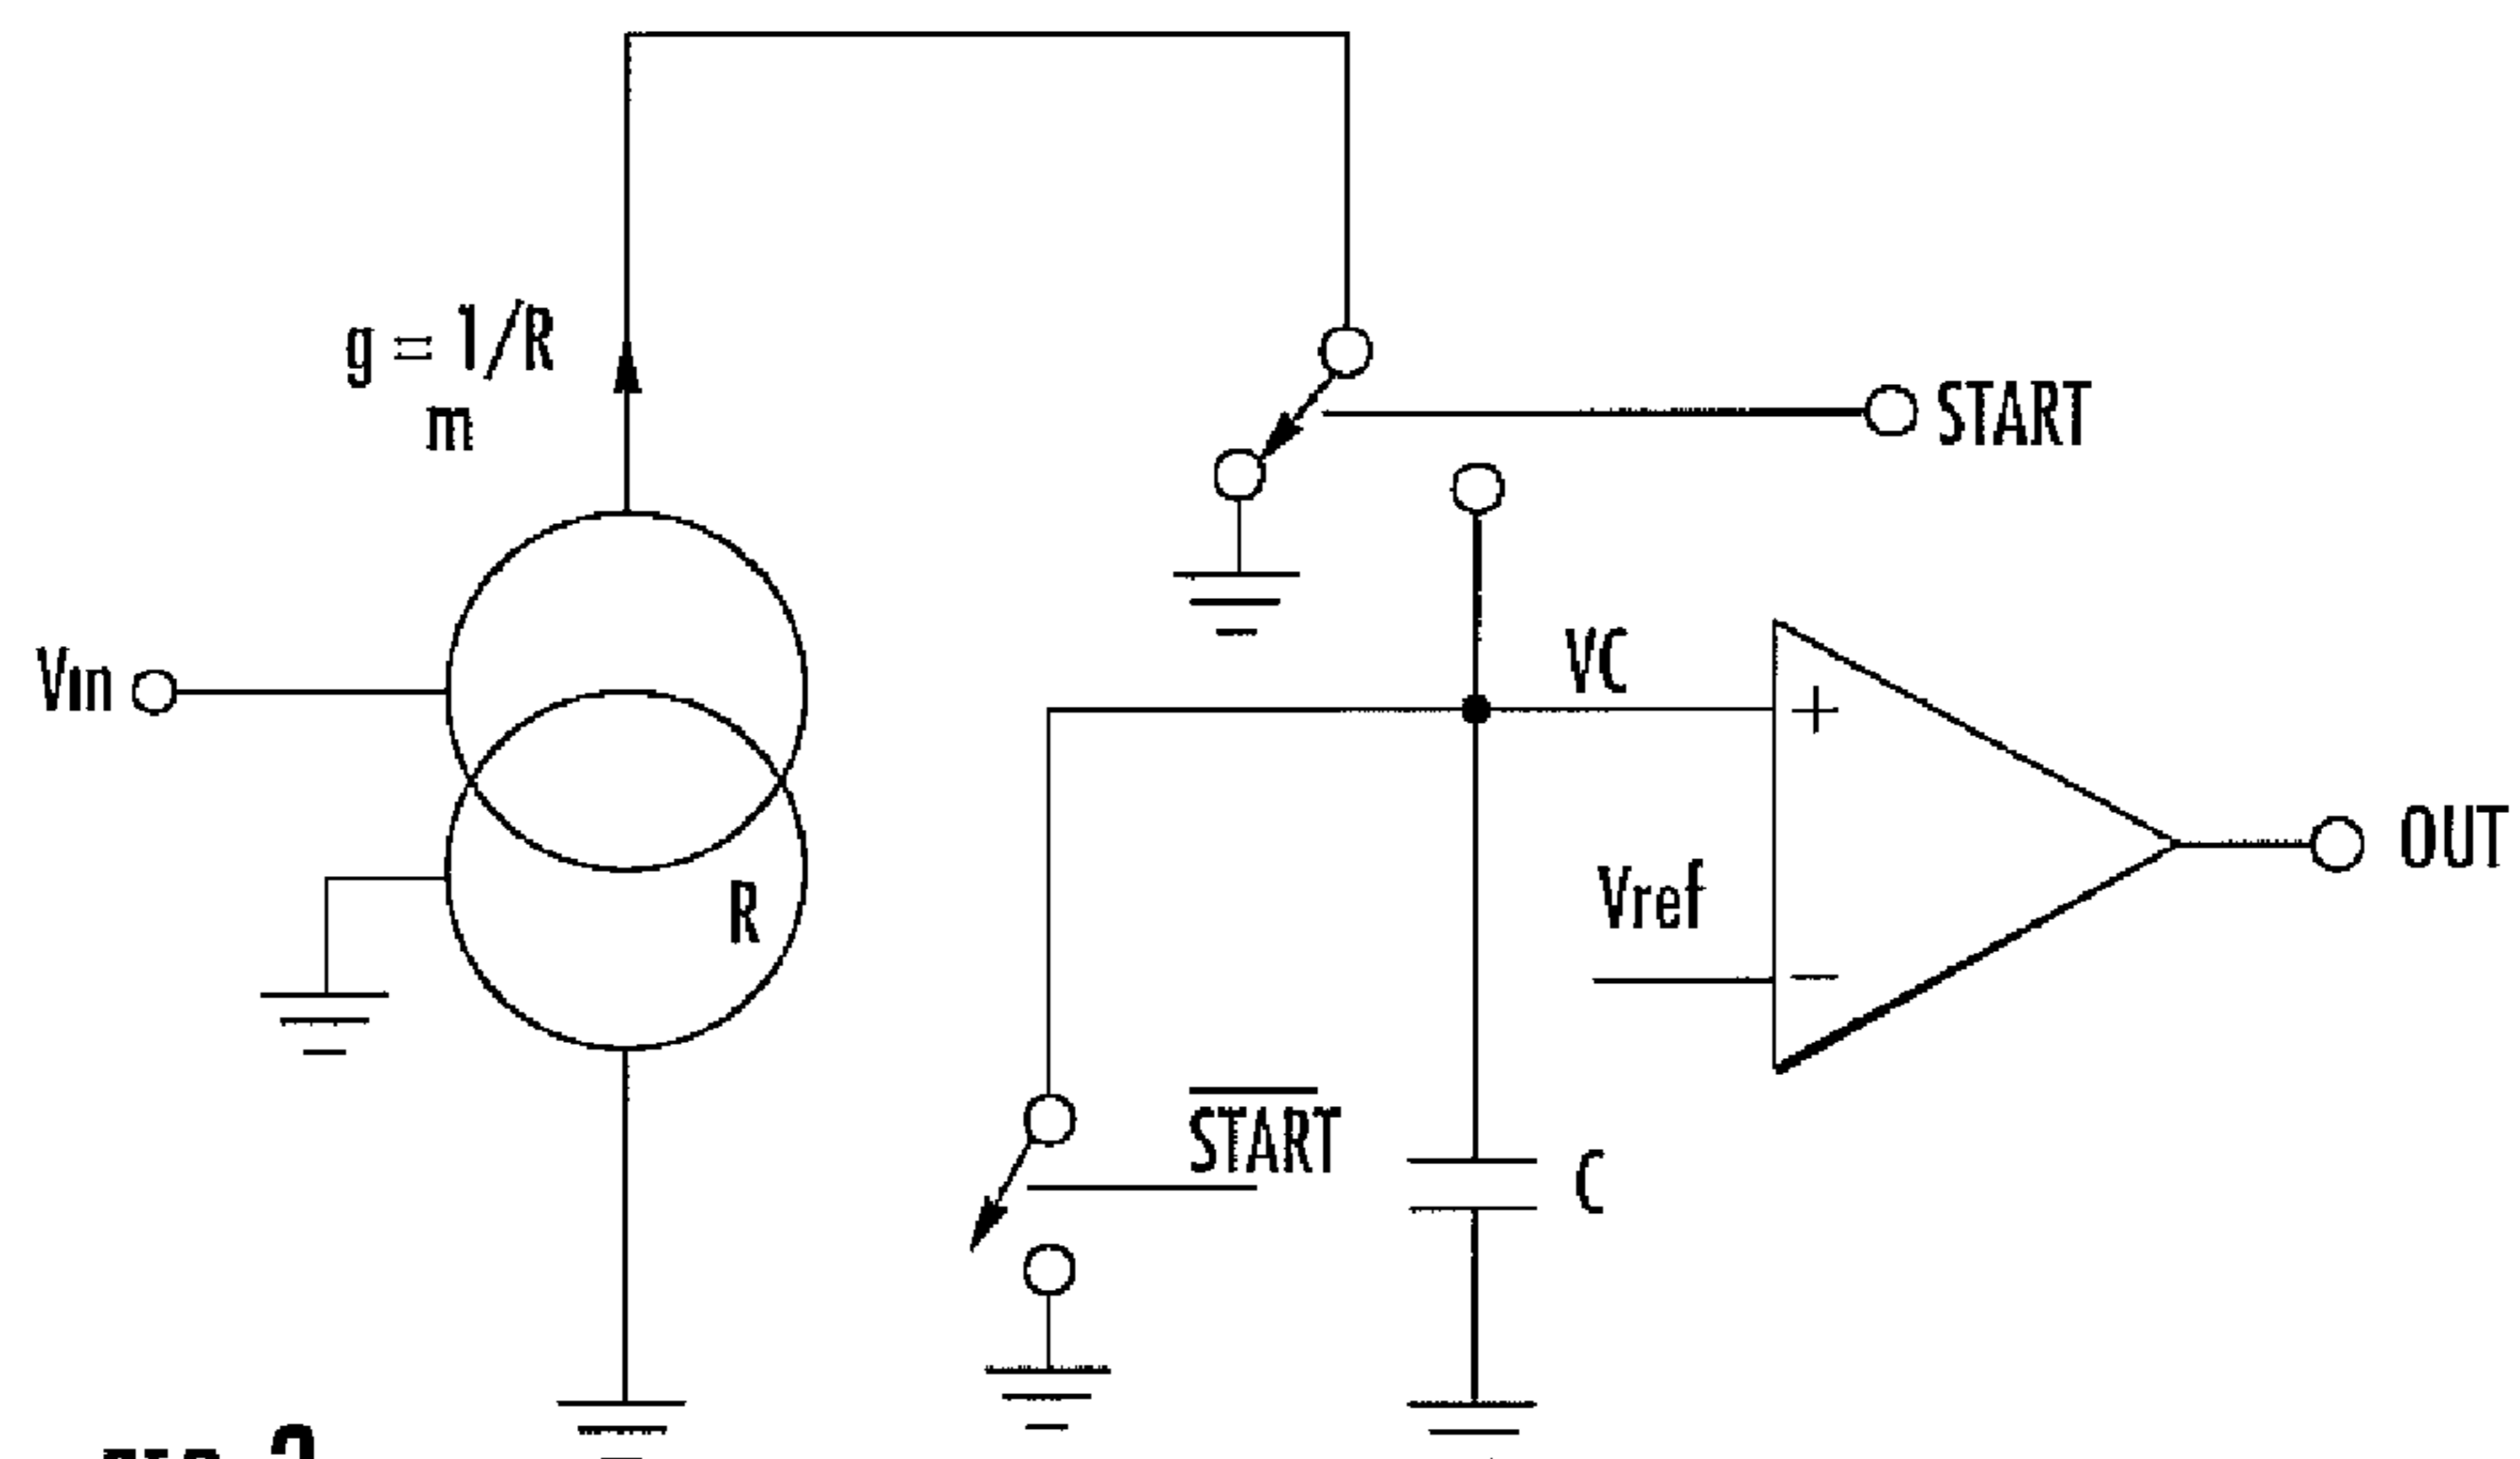 g = 1/R
m
START
Vin
VC
+
R
Vref
−
OUT
START
C